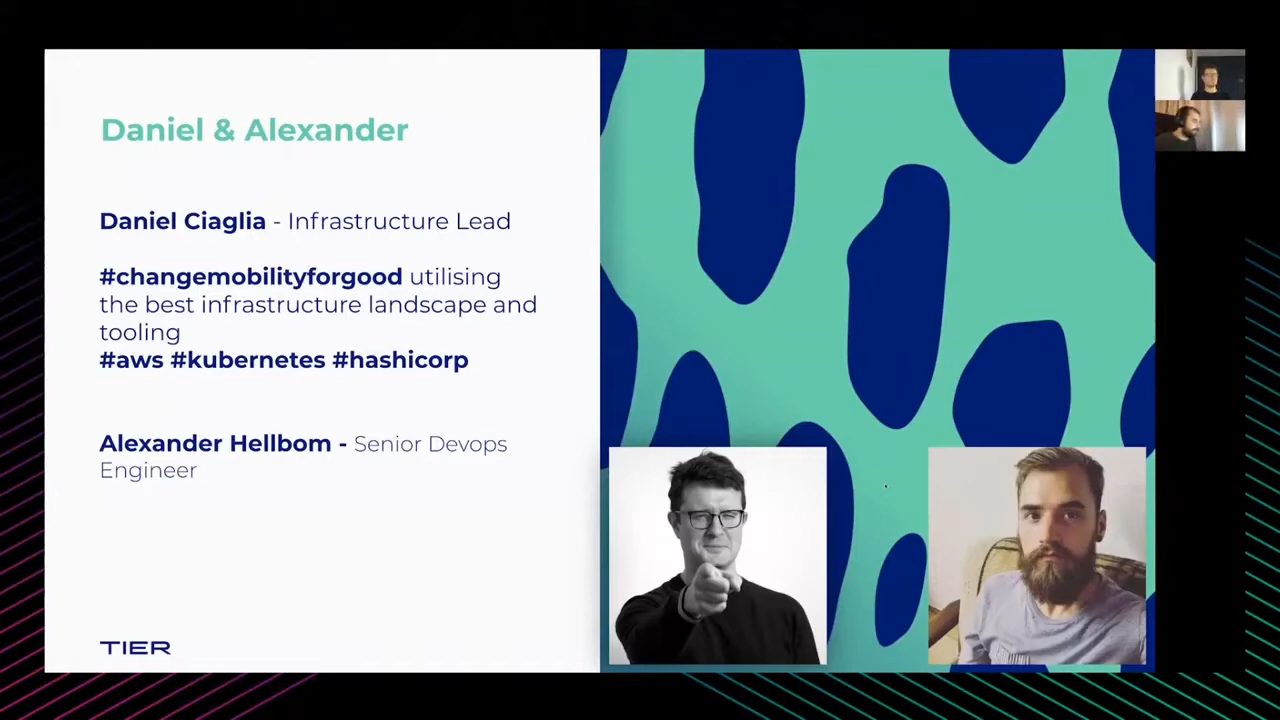 Daniel & Alexander
Daniel Ciaglia - Infrastructure Lead
#changemobilityforgood utilising
the best infrastructure landscape and
tooling
#aws #kubernetes #hashicorp
Alexander Hellbom - Senior Devops
Engineer
TIER